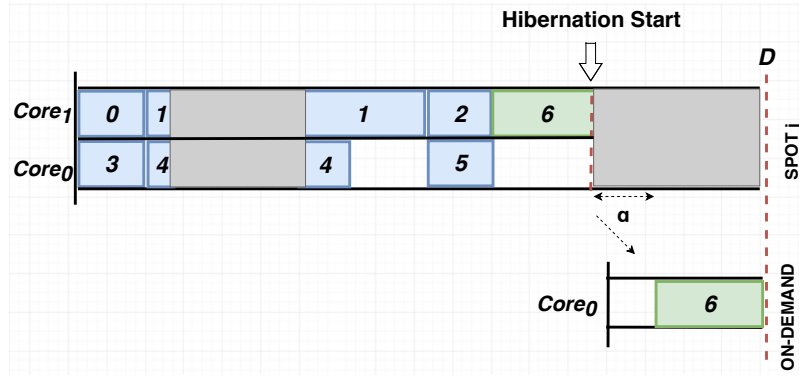 Hibernation Start
D
Core1 0 1 1 2 6
Core0 3 4 4 5
SPOT i
α
Core0 6
ON-DEMAND